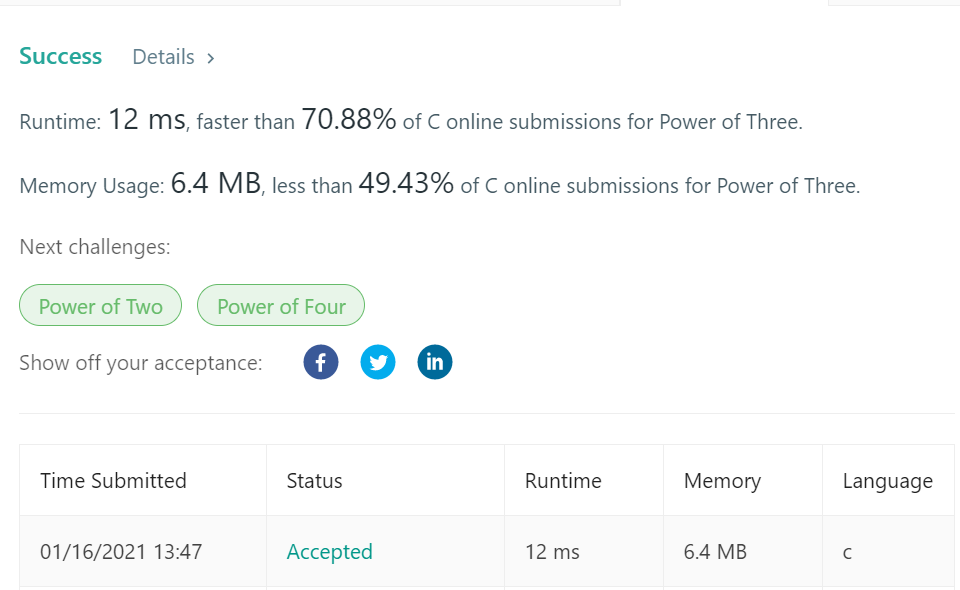 Success Details >
Runtime: 12 ms, faster than 70.88% of C online submissions for Power of Three.
Memory Usage: 6.4 MB, less than 49.43% of C online submissions for Power of Three.
Next challenges:
Power of Two Power of Four
Show off your acceptance: f in
Time Submitted Status Runtime Memory Language
01/16/2021 13:47 Accepted 12 ms 6.4 MB c